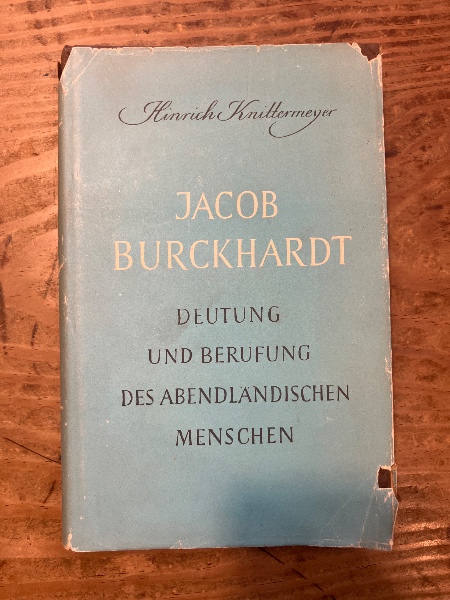 Hinrich Knittermeyer
JACOB
BURCKHARDT
DEUTUNG
UND BERUFUNG
DES ABENDLÄNDISCHEN
MENSCHEN